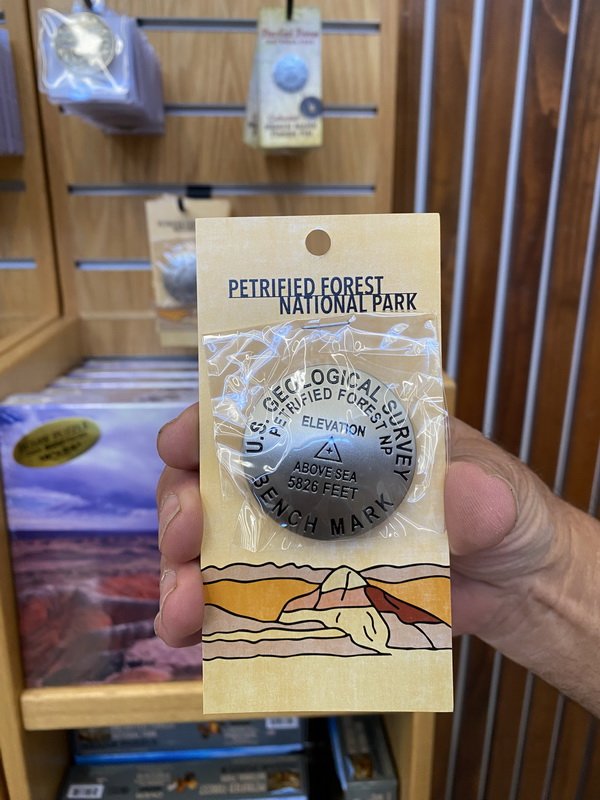 PETRIFIED FOREST
NATIONAL PARK
U.S. GEOLOGICAL SURVEY
PETRIFIED FOREST NP
ELEVATION
ABOVE SEA
5826 FEET
BENCH MARK